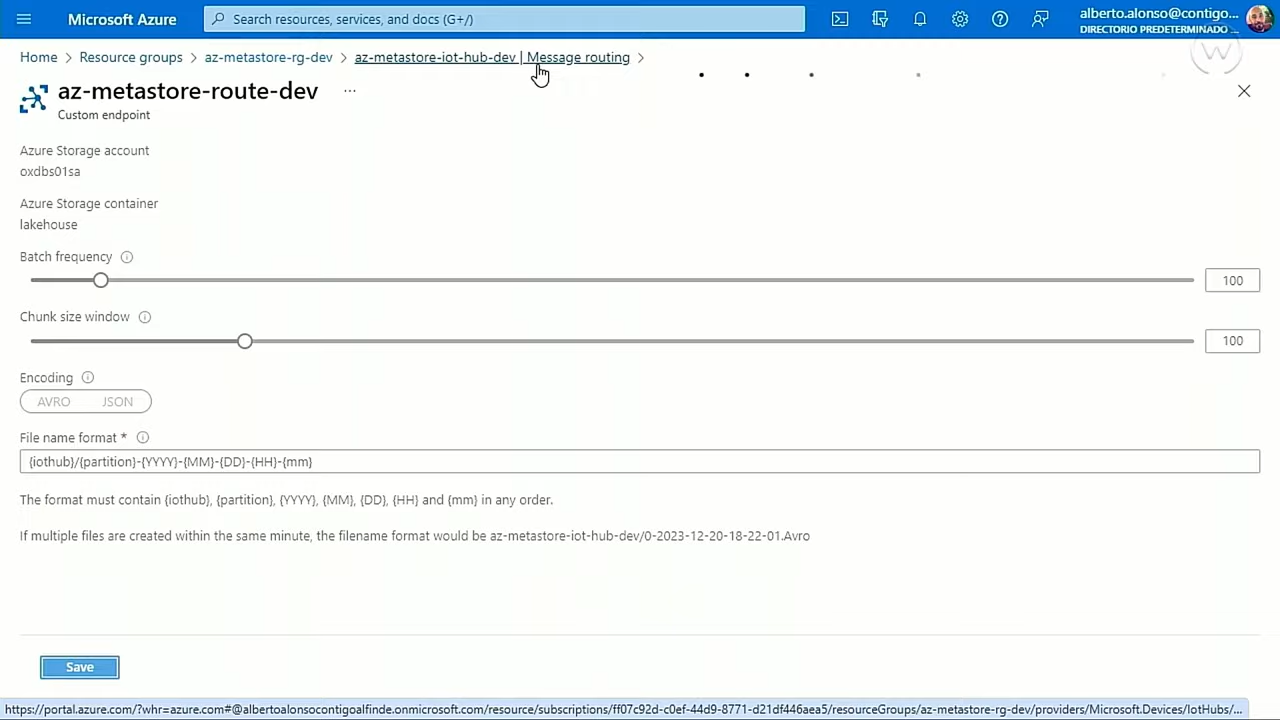 Microsoft Azure
Search resources, services, and docs (G+/)
alberto.alonso@contigo...
DIRECTORIO PREDETERMINADO ...
Home > Resource groups > az-metastore-rg-dev > az-metastore-iot-hub-dev | Message routing >
az-metastore-route-dev ...
Custom endpoint
Azure Storage account
oxdbs01sa
Azure Storage container
lakehouse
Batch frequency
100
Chunk size window
100
Encoding
AVRO JSON
File name format *
{iothub}/{partition}-{YYYY}-{MM}-{DD}-{HH}-{mm}
The format must contain {iothub}, {partition}, {YYYY}, {MM}, {DD}, {HH} and {mm} in any order.
If multiple files are created within the same minute, the filename format would be az-metastore-iot-hub-dev/0-2023-12-20-18-22-01.Avro
Save
https://portal.azure.com/?whr=azure.com#@albertoalonsocontigoalfinde.onmicrosoft.com/resource/subscriptions/ff07c92d-c0ef-44d9-8771-d21df446aea5/resourceGroups/az-metastore-rg-dev/providers/Microsoft.Devices/IotHubs/...